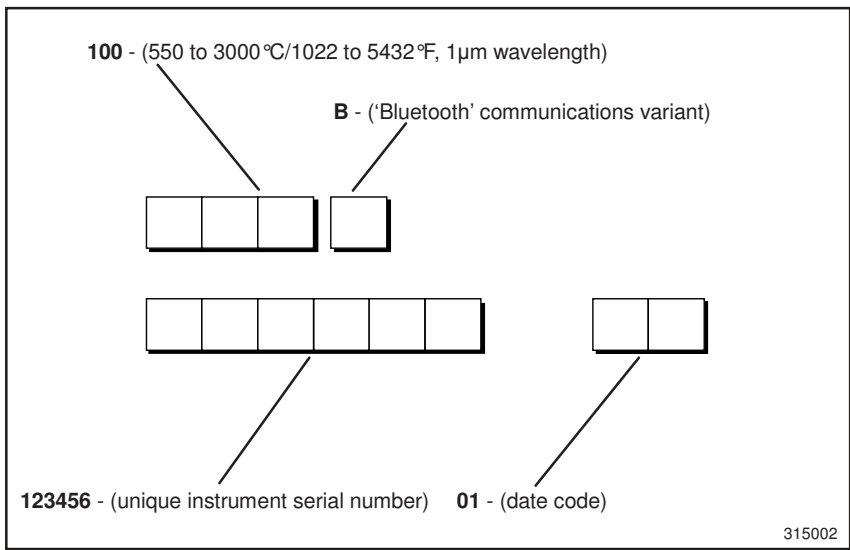 100 - (550 to 3000°C/1022 to 5432°F, 1µm wavelength)
B - (‘Bluetooth’ communications variant)
123456 - (unique instrument serial number) 01 - (date code)
315002